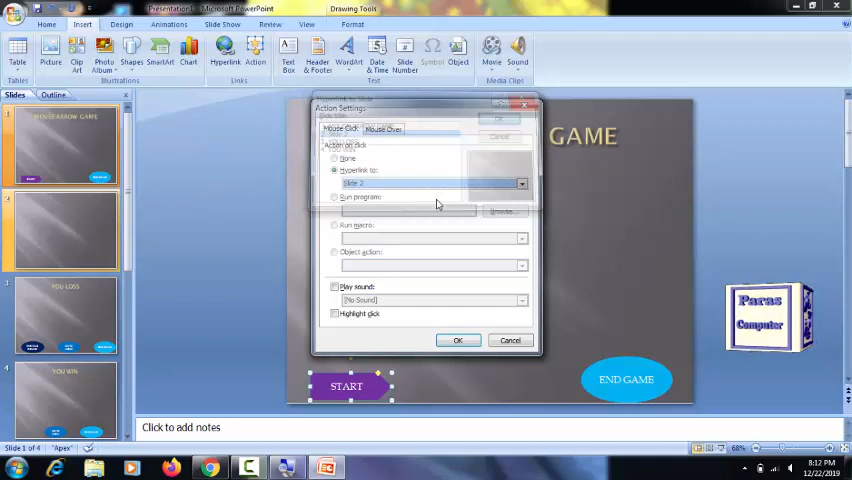 Presentation1 - Microsoft PowerPoint
Drawing Tools
Home
Insert
Design
Animations
Slide Show
Review
View
Format
Table
Picture
Clip Art
Photo Album
Shapes
SmartArt
Chart
Hyperlink
Action
Text Box
Header & Footer
WordArt
Date & Time
Slide Number
Symbol
Object
Movie
Sound
Tables
Illustrations
Links
Text
Media Clips
Slides
Outline
1
MOUSE ARROW GAME
START
2
3
YOU LOSS
4
YOU WIN
GAME
Action Settings
Mouse Click
Mouse Over
Action on click
None
Hyperlink to:
Slide 2
Run program:
Browse...
Run macro:
Object action:
Play sound:
[No Sound]
Highlight click
OK
Cancel
START
END GAME
Paras
Computer
Click to add notes
Slide 1 of 4
"Apex"
68%
8:12 PM
12/22/2019